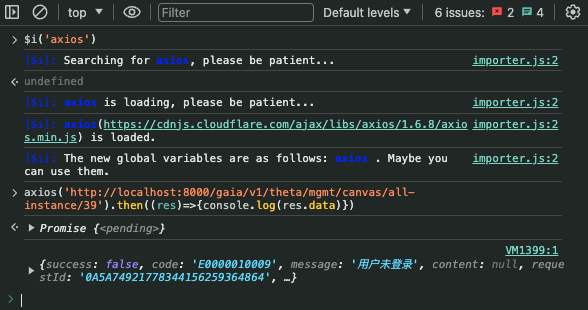 top ▼ Filter Default levels ▼ 6 issues: 2 4
> $i('axios')
[$i]: Searching for axios, please be patient... importer.js:2
undefined
[$i]: axios is loading, please be patient... importer.js:2
[$i]: axios(https://cdnjs.cloudflare.com/ajax/libs/axios/1.6.8/axio importer.js:2
s.min.js) is loaded.
[$i]: The new global variables are as follows: axios . Maybe you importer.js:2
can use them.
> axios('http://localhost:8000/gaia/v1/theta/mgmt/canvas/all-
instance/39').then((res)=>{console.log(res.data)})
▶ Promise {<pending>}
VM1399:1
{success: false, code: 'E0000010009', message: '用户未登录', content: null, reque
▶ stId: '0A5A74921778344156259364864', …}
>